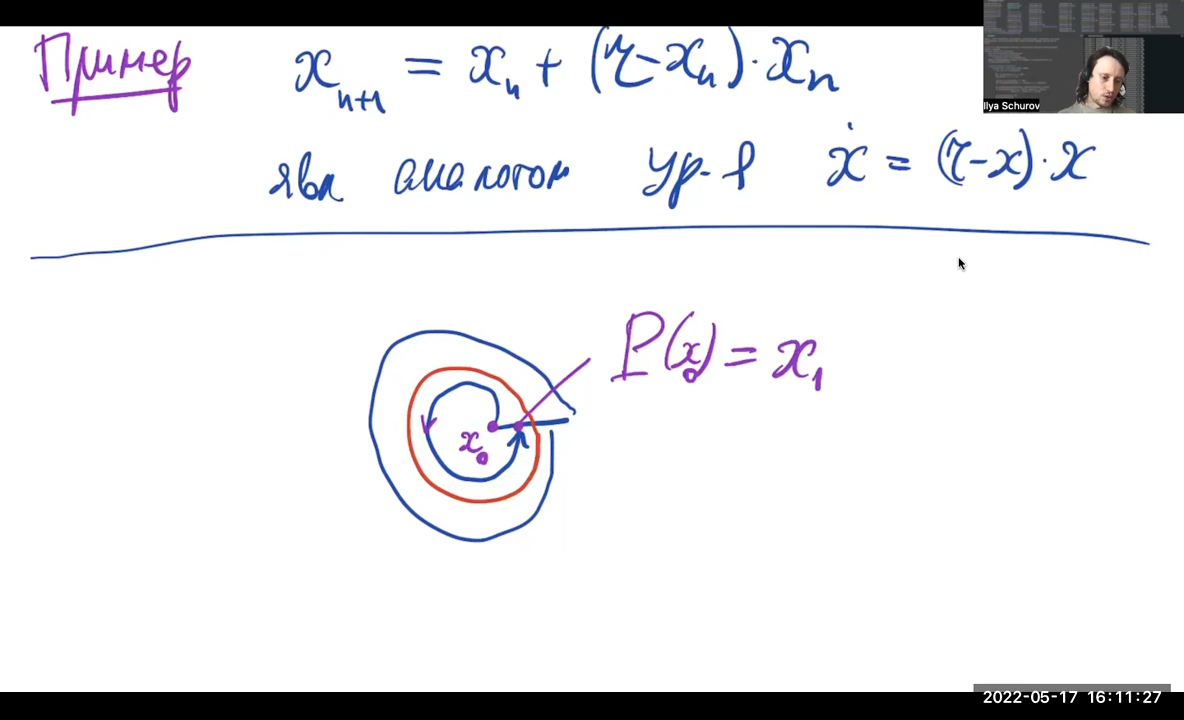 Пример x_{n+1} = x_n + (r-x_n)·x_n
Ilya Schurov
явл аналогом ур-я ẋ = (r-x)·x
P(x_0) = x_1
x_0
2022-05-17 16:11:27